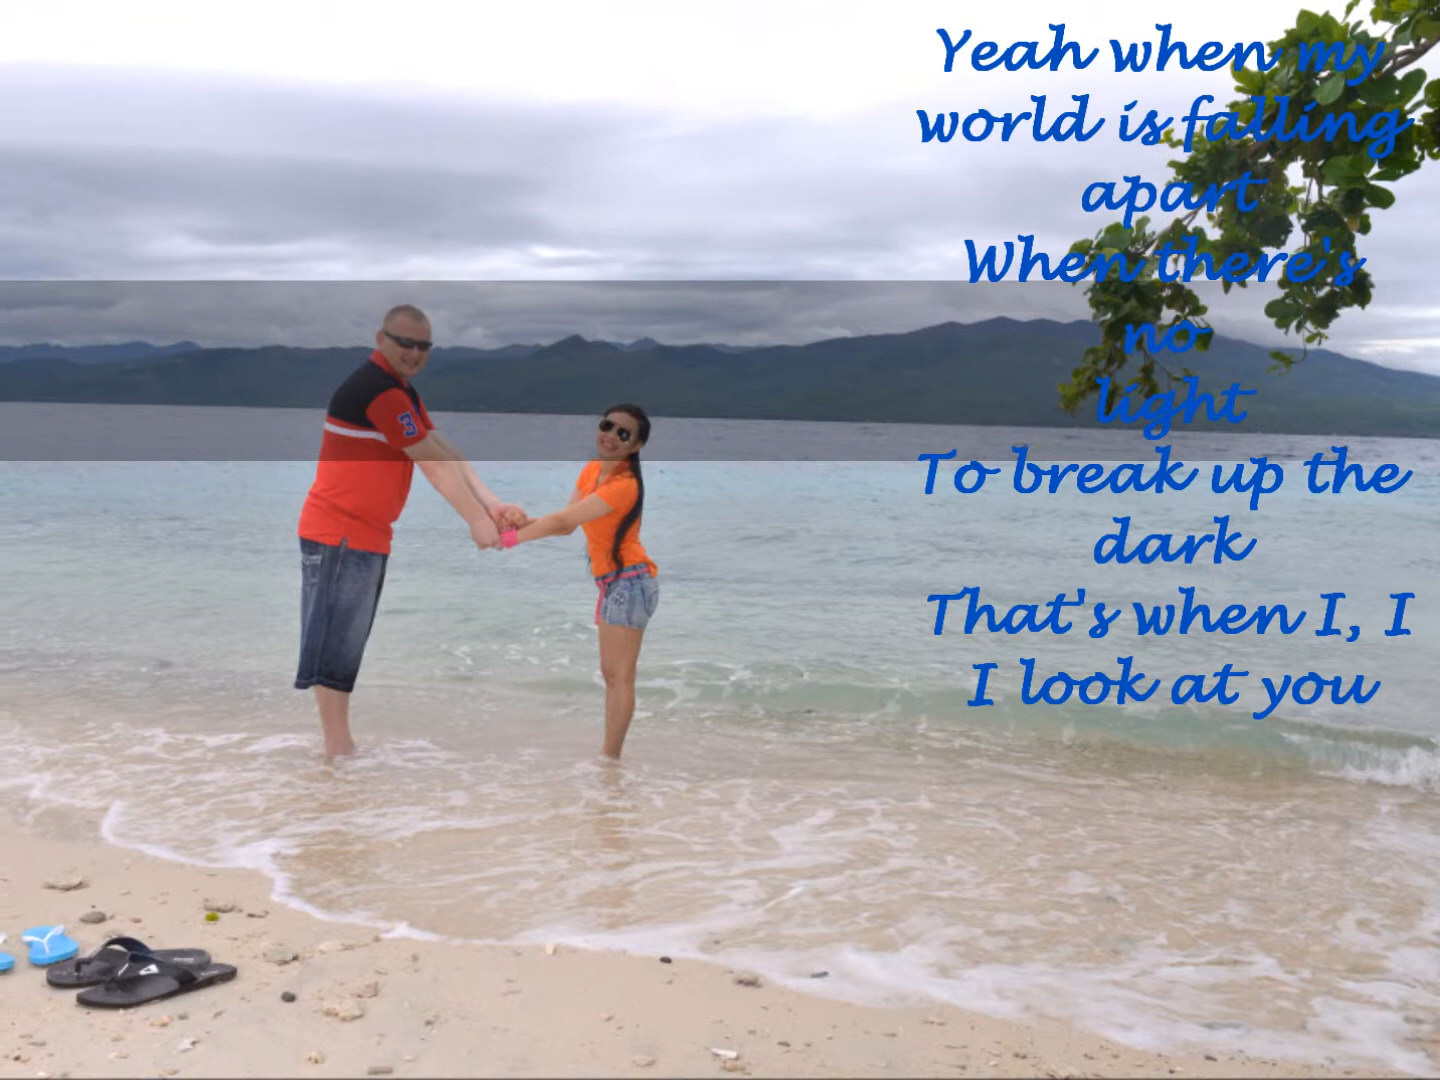 Yeah when my
world is falling
apart
When there's
no
light
To break up the
dark
That's when I, I
I look at you
3